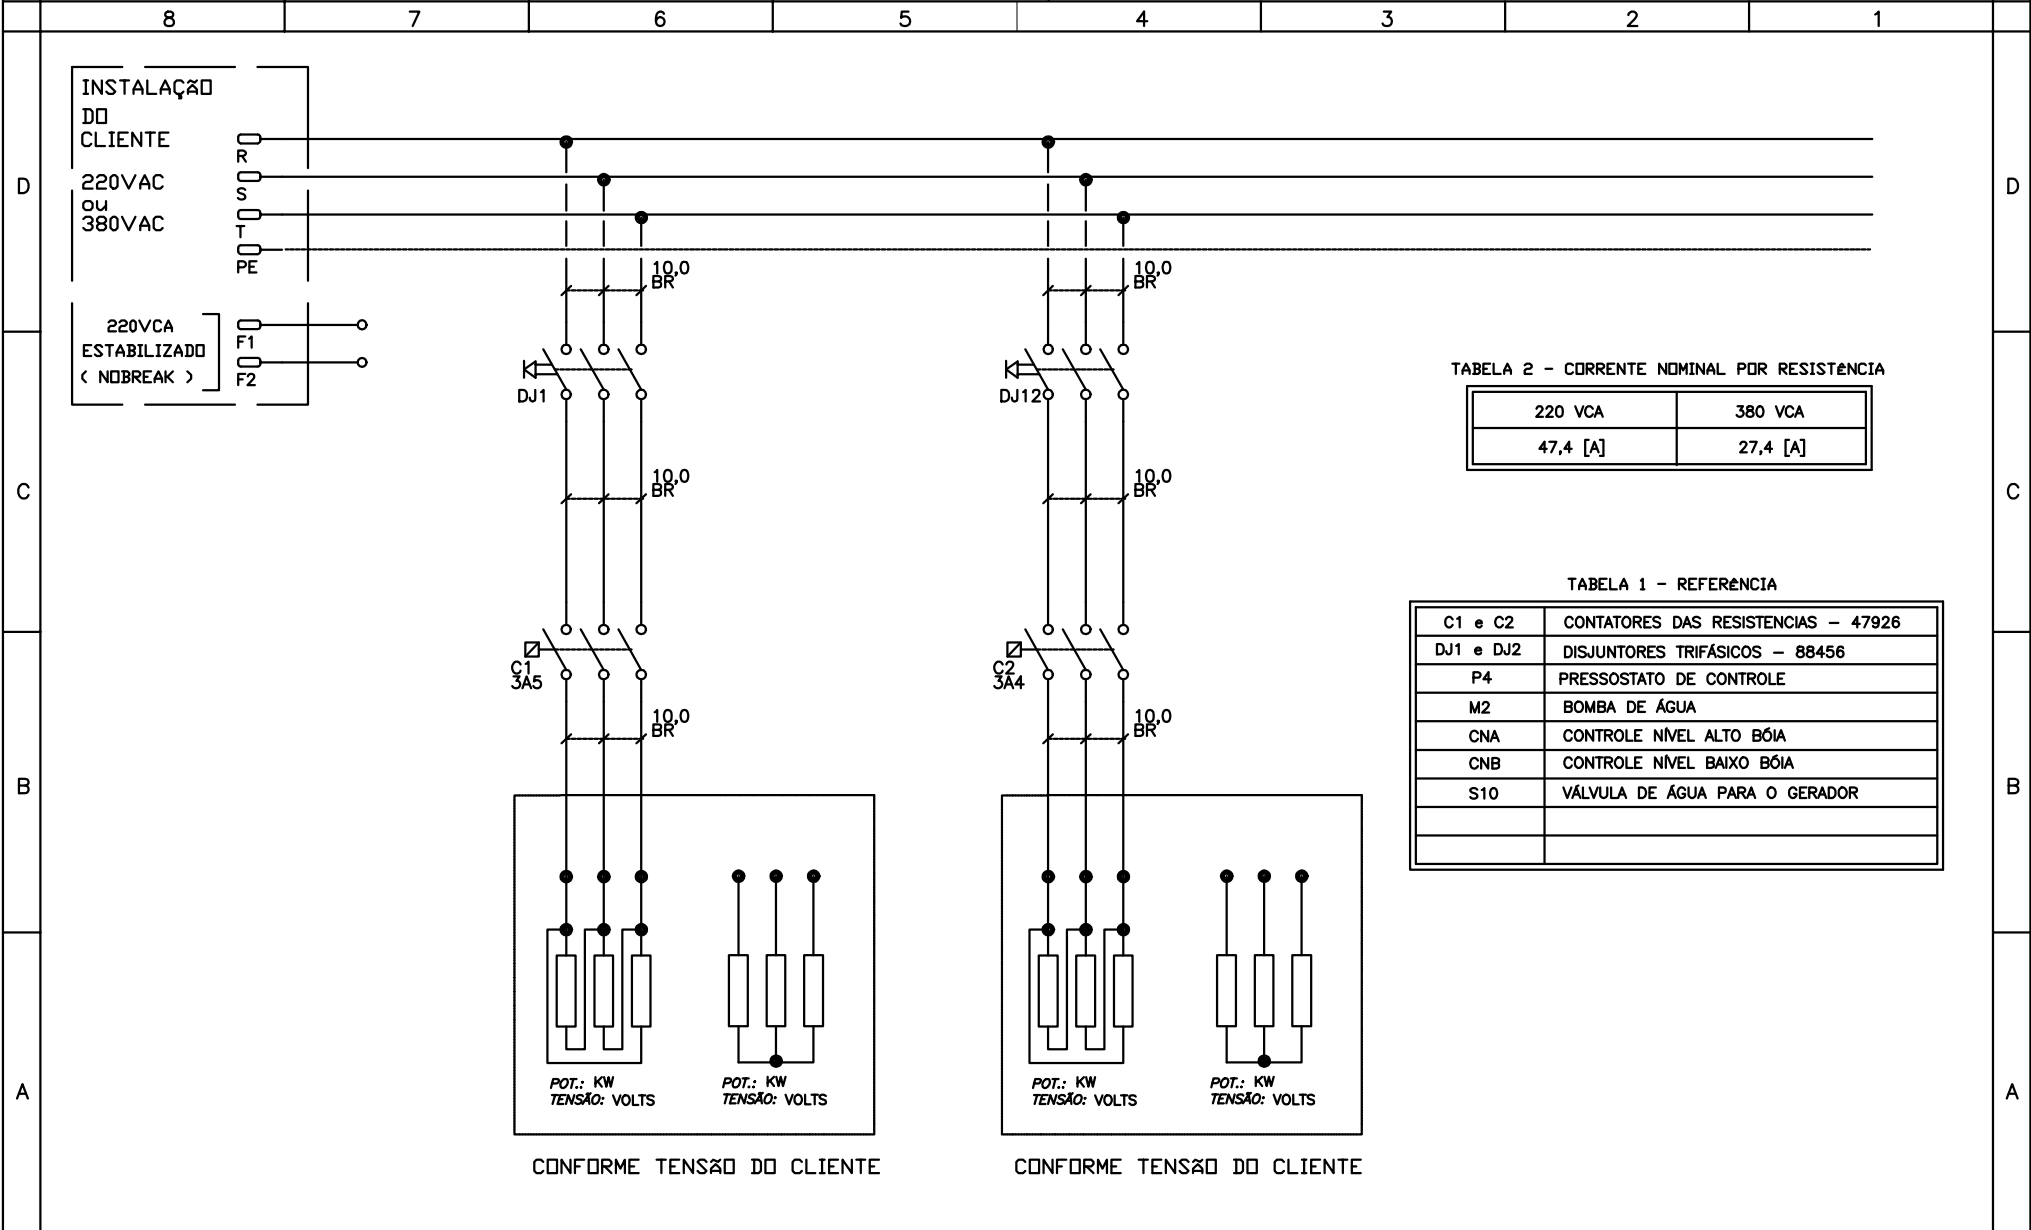 8 7 6 5 4 3 2 1
INSTALAÇÃO
DO
CLIENTE
R
D
220VAC
S
D
ou
380VAC
T
PE
10,0
BR
10,0
BR
220VCA
F1
ESTABILIZADO
( NOBREAK )
F2
DJ1
DJ12
TABELA 2 - CORRENTE NOMINAL POR RESISTÊNCIA
220 VCA 380 VCA
47,4 [A] 27,4 [A]
C
10,0
BR
10,0
BR
C
TABELA 1 - REFERÊNCIA
C1 e C2 CONTATORES DAS RESISTENCIAS - 47926
DJ1 e DJ2 DISJUNTORES TRIFÁSICOS - 88456
P4 PRESSOSTATO DE CONTROLE
M2 BOMBA DE ÁGUA
CNA CONTROLE NÍVEL ALTO BÓIA
CNB CONTROLE NÍVEL BAIXO BÓIA
S10 VÁLVULA DE ÁGUA PARA O GERADOR
C1
3A5
C2
3A4
10,0
BR
10,0
BR
B
B
A
POT.: KW
TENSÃO: VOLTS
POT.: KW
TENSÃO: VOLTS
POT.: KW
TENSÃO: VOLTS
POT.: KW
TENSÃO: VOLTS
A
CONFORME TENSÃO DO CLIENTE
CONFORME TENSÃO DO CLIENTE